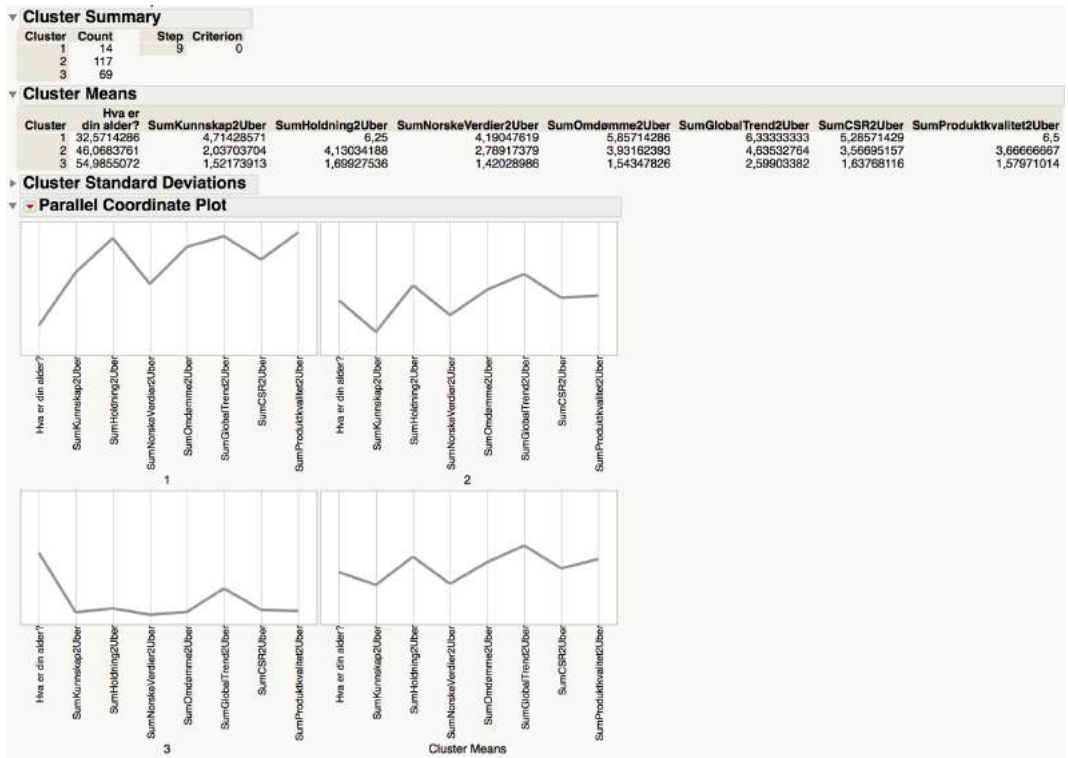 Cluster Summary
Cluster Count Step Criterion
1 14 9 0
2 117
3 69
Cluster Means
Hva er
Cluster din alder? SumKunnskap2Uber SumHoldning2Uber SumNorskeVerdier2Uber SumOmdømme2Uber SumGlobalTrend2Uber SumCSR2Uber SumProduktkvalitet2Uber
1 32,5714286 4,71428571 6,25 4,19047619 5,85714286 6,33333333 5,28571429 6,5
2 46,0683761 2,03703704 4,13034188 2,78917379 3,93162393 4,63532764 3,56695157 3,66666667
3 54,9855072 1,52173913 1,69927536 1,42028986 1,54347826 2,59903382 1,63768116 1,57971014
Cluster Standard Deviations
Parallel Coordinate Plot
Hva er din alder?
SumKunnskap2Uber
SumHoldning2Uber
SumNorskeVerdier2Uber
SumOmdømme2Uber
SumGlobalTrend2Uber
SumCSR2Uber
SumProduktkvalitet2Uber
1
Hva er din alder?
SumKunnskap2Uber
SumHoldning2Uber
SumNorskeVerdier2Uber
SumOmdømme2Uber
SumGlobalTrend2Uber
SumCSR2Uber
SumProduktkvalitet2Uber
2
Hva er din alder?
SumKunnskap2Uber
SumHoldning2Uber
SumNorskeVerdier2Uber
SumOmdømme2Uber
SumGlobalTrend2Uber
SumCSR2Uber
SumProduktkvalitet2Uber
3
Hva er din alder?
SumKunnskap2Uber
SumHoldning2Uber
SumNorskeVerdier2Uber
SumOmdømme2Uber
SumGlobalTrend2Uber
SumCSR2Uber
SumProduktkvalitet2Uber
Cluster Means